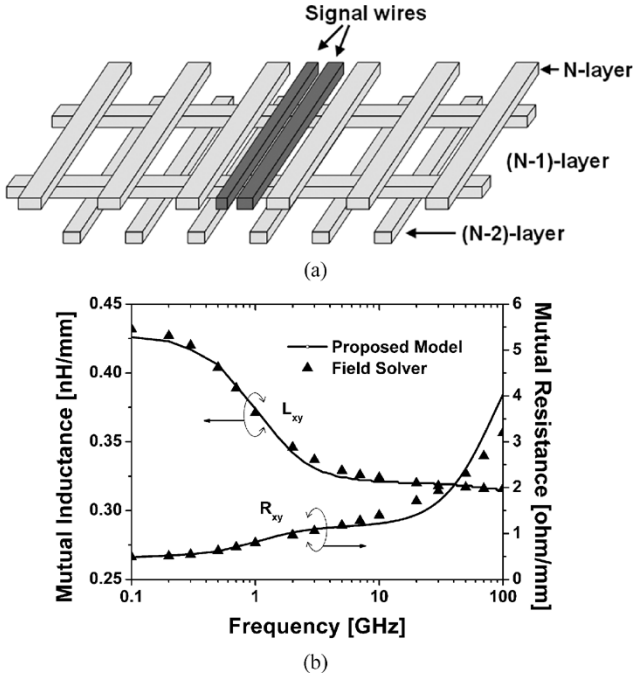 Signal wires
N-layer
(N-1)-layer
(N-2)-layer
(a)
0.45
0.40
0.35
0.30
0.25
Mutual Inductance [nH/mm]
6
5
4
3
2
1
0
Mutual Resistance [ohm/mm]
Proposed Model
Field Solver
Lxy
Rxy
0.1 1 10 100
Frequency [GHz]
(b)